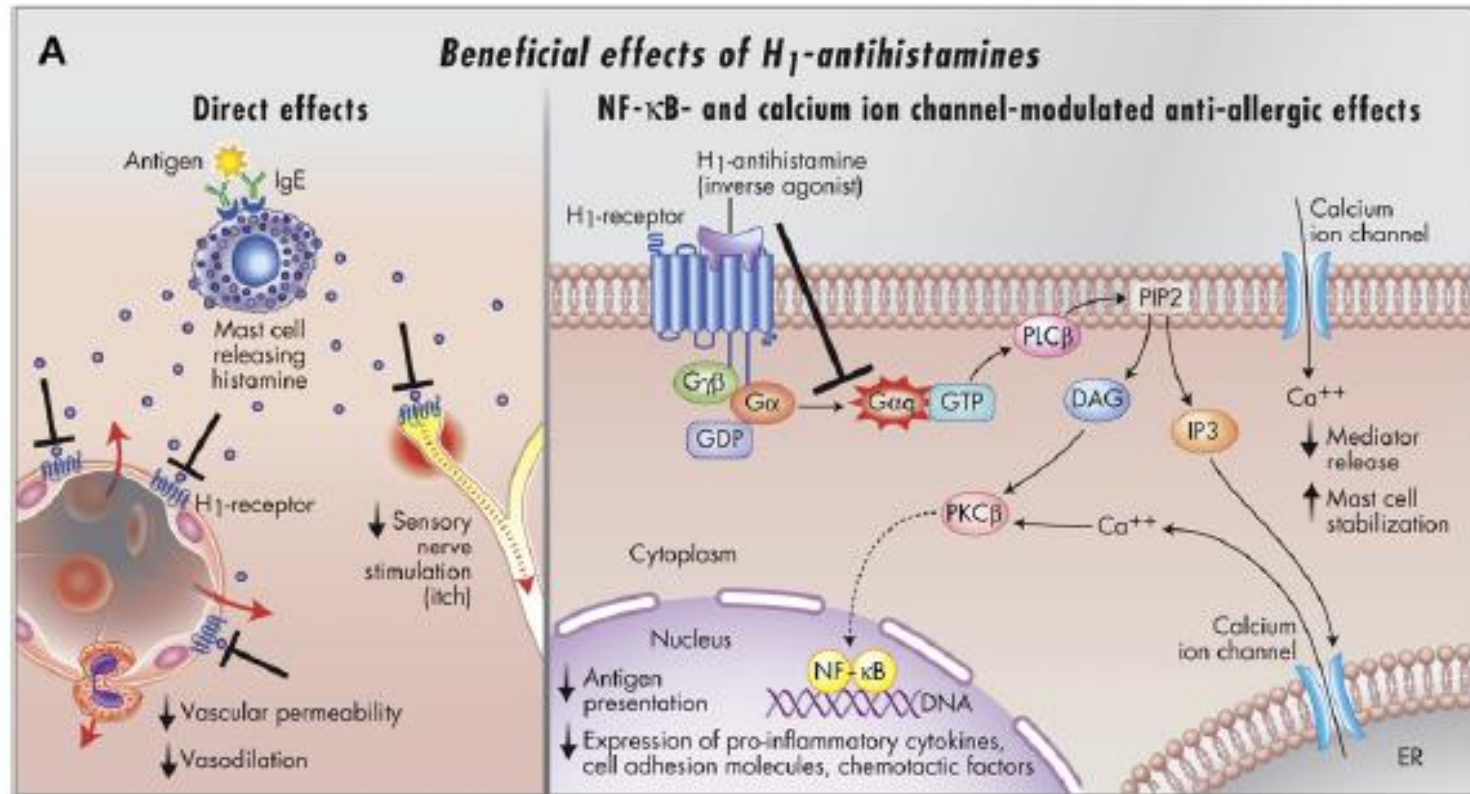 A
Beneficial effects of H1-antihistamines
Direct effects
Antigen
IgE
Mast cell
releasing
histamine
H1-receptor
↓ Sensory
nerve
stimulation
(itch)
↓ Vascular permeability
↓ Vasodilation
NF-κB- and calcium ion channel-modulated anti-allergic effects
H1-antihistamine
(inverse agonist)
H1-receptor
Calcium
ion channel
PIP2
PLCβ
Gγβ
Gα
Gαq
GTP
GDP
DAG
IP3
Ca++
↓ Mediator
release
↑ Mast cell
stabilization
PKCβ
Ca++
Cytoplasm
Calcium
ion channel
Nucleus
NF-κB
DNA
↓ Antigen
presentation
↓ Expression of pro-inflammatory cytokines,
cell adhesion molecules, chemotactic factors
ER